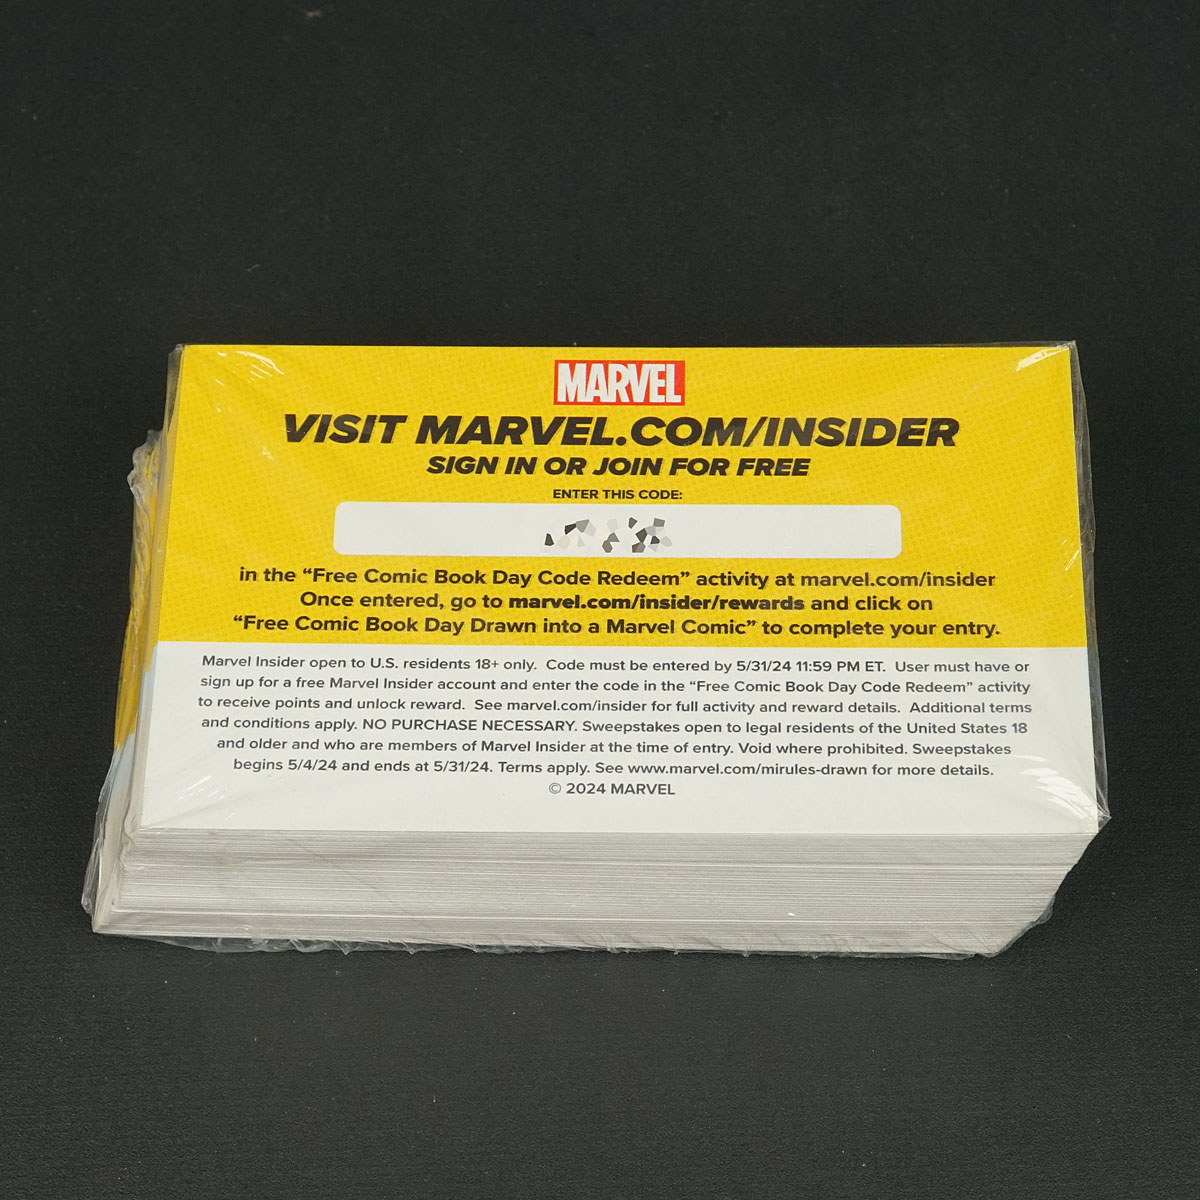 MARVEL
VISIT MARVEL.COM/INSIDER
SIGN IN OR JOIN FOR FREE
ENTER THIS CODE:
in the “Free Comic Book Day Code Redeem” activity at marvel.com/insider
Once entered, go to marvel.com/insider/rewards and click on
“Free Comic Book Day Drawn into a Marvel Comic” to complete your entry.
Marvel Insider open to U.S. residents 18+ only. Code must be entered by 5/31/24 11:59 PM ET. User must have or
sign up for a free Marvel Insider account and enter the code in the “Free Comic Book Day Code Redeem” activity
to receive points and unlock reward. See marvel.com/insider for full activity and reward details. Additional terms
and conditions apply. NO PURCHASE NECESSARY. Sweepstakes open to legal residents of the United States 18
and older and who are members of Marvel Insider at the time of entry. Void where prohibited. Sweepstakes
begins 5/4/24 and ends at 5/31/24. Terms apply. See www.marvel.com/mirules-drawn for more details.
© 2024 MARVEL